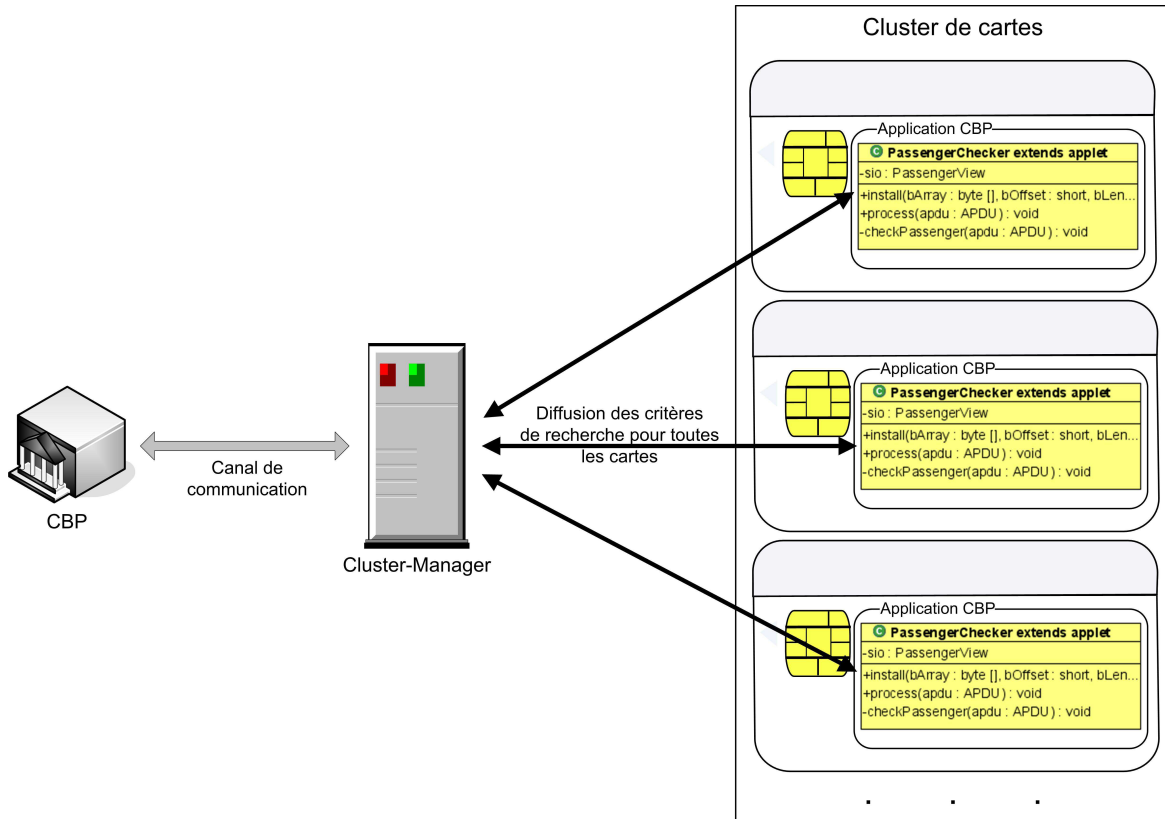 Cluster de cartes
Application CBP
C PassengerChecker extends applet
-sio : PassengerView
+install(bArray : byte [], bOffset : short, bLen...
+process(apdu : APDU) : void
-checkPassenger(apdu : APDU) : void
Application CBP
C PassengerChecker extends applet
-sio : PassengerView
+install(bArray : byte [], bOffset : short, bLen...
+process(apdu : APDU) : void
-checkPassenger(apdu : APDU) : void
Diffusion des critères
de recherche pour toutes
les cartes
Canal de
communication
CBP
Cluster-Manager
Application CBP
C PassengerChecker extends applet
-sio : PassengerView
+install(bArray : byte [], bOffset : short, bLen...
+process(apdu : APDU) : void
-checkPassenger(apdu : APDU) : void
. . .